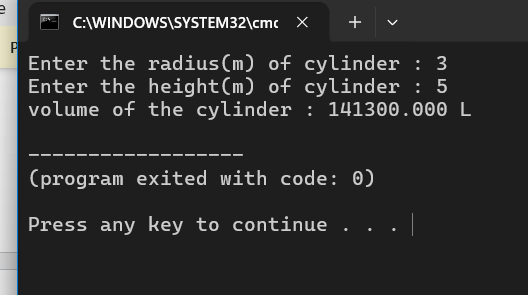 e
C:\WINDOWS\SYSTEM32\cmc
P
Enter the radius(m) of cylinder : 3
Enter the height(m) of cylinder : 5
volume of the cylinder : 141300.000 L
------------------
(program exited with code: 0)
Press any key to continue . . .